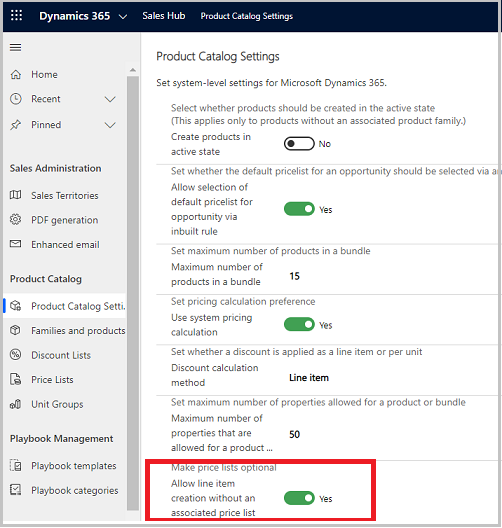 Dynamics 365 Sales Hub Product Catalog Settings
Home
Recent
Pinned
Sales Administration
Sales Territories
PDF generation
Enhanced email
Product Catalog
Product Catalog Setti...
Families and products
Discount Lists
Price Lists
Unit Groups
Playbook Management
Playbook templates
Playbook categories
Product Catalog Settings
Set system-level settings for Microsoft Dynamics 365.
Select whether products should be created in the active state
(This applies only to products without an associated product family.)
Create products in
active state
No
Set whether the default pricelist for an opportunity should be selected via an
Allow selection of
default pricelist for
opportunity via
inbuilt rule
Yes
Set maximum number of products in a bundle
Maximum number of
products in a bundle
15
Set pricing calculation preference
Use system pricing
calculation
Yes
Set whether a discount is applied as a line item or per unit
Discount calculation
method
Line item
Set maximum number of properties allowed for a product or bundle
Maximum number of
properties that are
allowed for a product ...
50
Make price lists optional
Allow line item
creation without an
associated price list
Yes